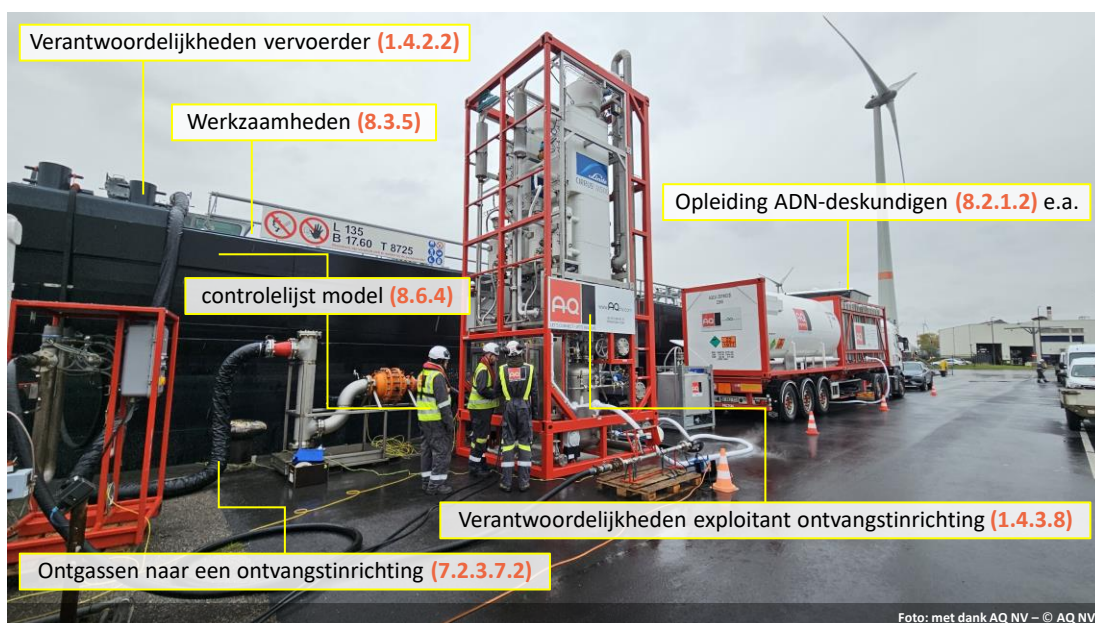 Verantwoordelijkheden vervoerder (1.4.2.2)
Werkzaamheden (8.3.5)
Opleiding ADN-deskundigen (8.2.1.2) e.a.
L 135
B 17.60 T 8725
controlelijst model (8.6.4)
AQ
AQ
Verantwoordelijkheden exploitant ontvangstinrichting (1.4.3.8)
Ontgassen naar een ontvangstinrichting (7.2.3.7.2)
Foto: met dank AQ NV – © AQ NV